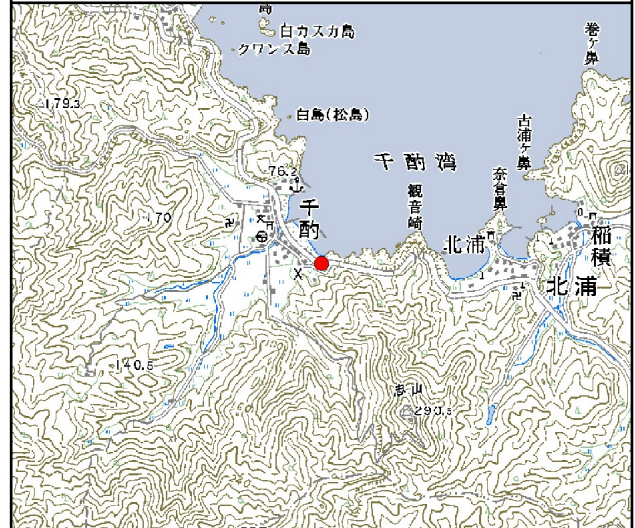 島
白カスカ島
クワンス島
巻ヶ鼻
179.3
白島(松島)
古浦ヶ鼻
千酌湾
76.2
奈倉鼻
観音崎
千酌
170
北浦
稲積
北浦
140.5
忠山
290.5